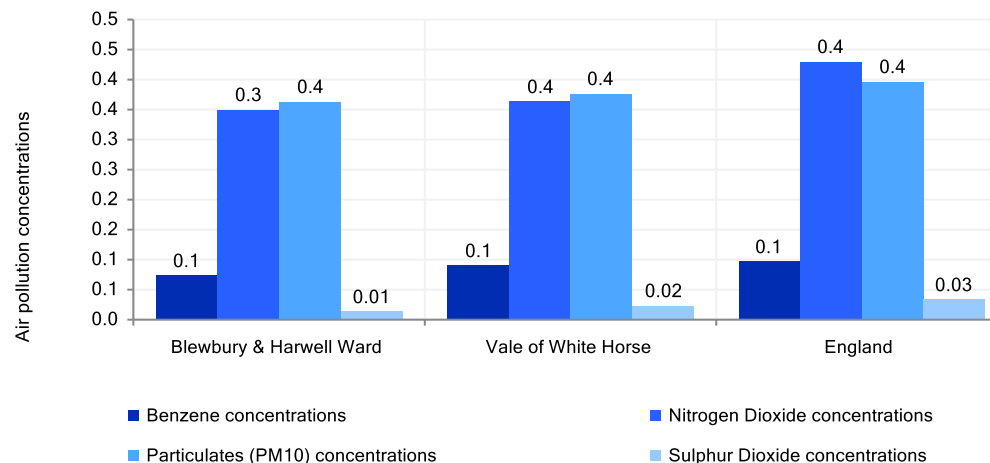 0.5
0.5
0.4
0.4
0.3
0.3
0.2
0.2
0.1
0.1
0.0
Air pollution concentrations
0.1 0.3 0.4 0.01
0.1 0.4 0.4 0.02
0.1 0.4 0.4 0.03
Blewbury & Harwell Ward Vale of White Horse England
Benzene concentrations Nitrogen Dioxide concentrations
Particulates (PM10) concentrations Sulphur Dioxide concentrations